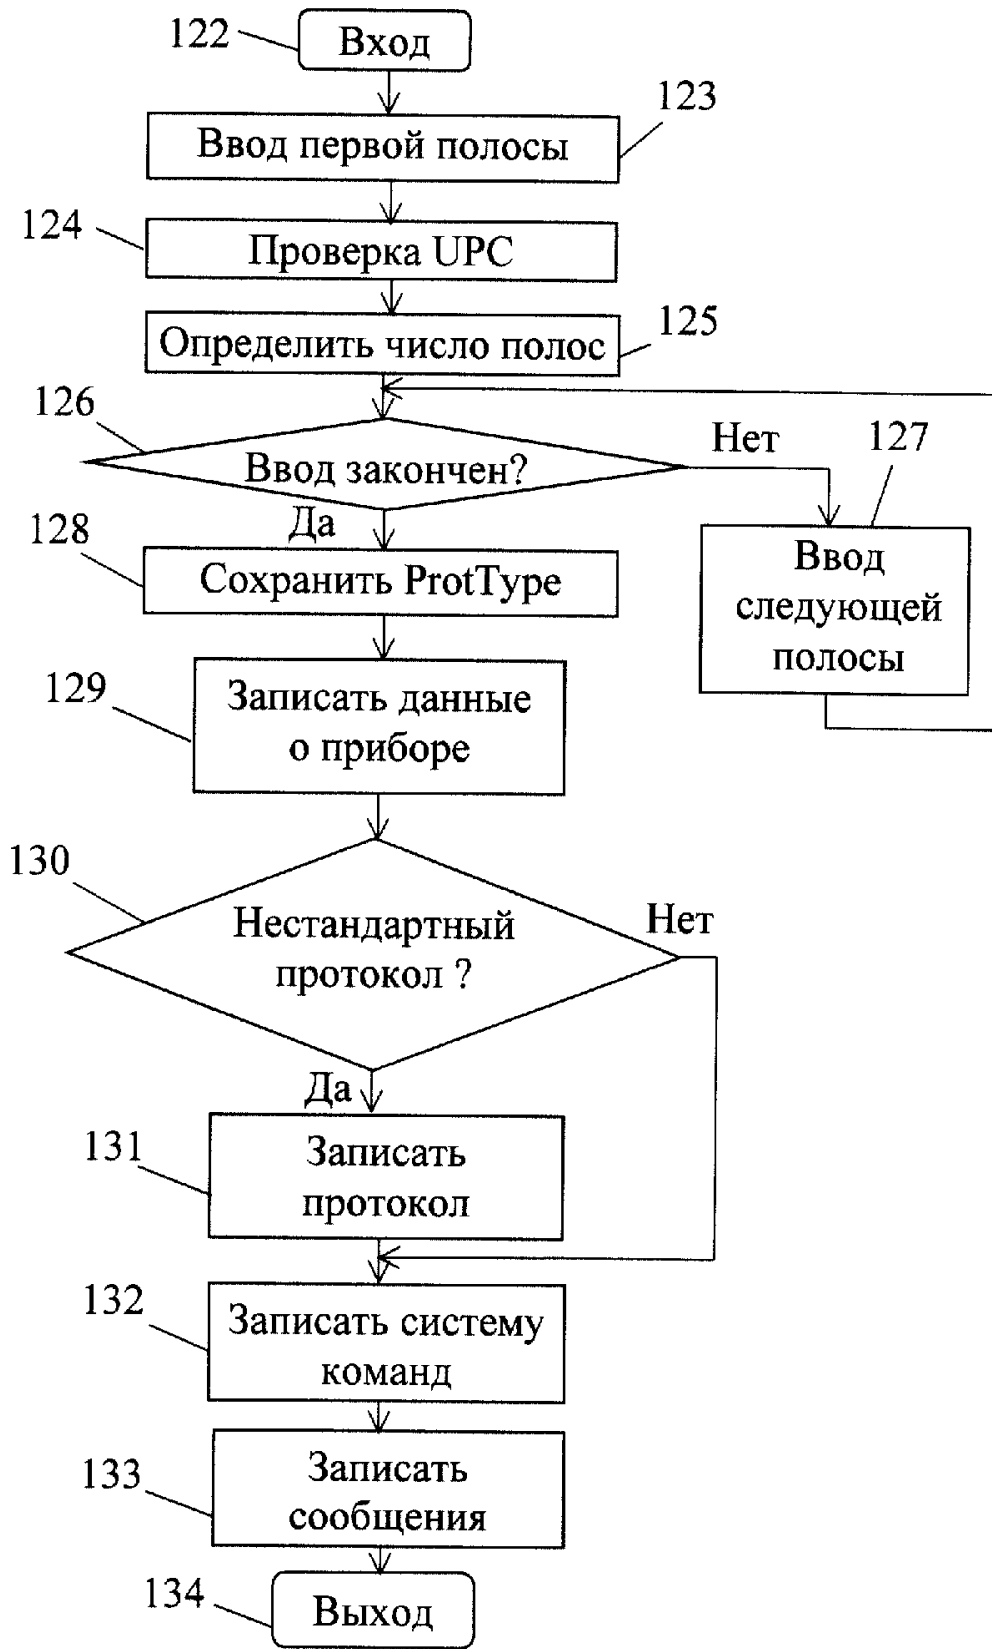 122
Вход
123
Ввод первой полосы
124
Проверка UPC
125
Определить число полос
126
Ввод закончен?
Нет
127
Да
128
Сохранить ProtType
Ввод
следующей
полосы
129
Записать данные
о приборе
130
Нестандартный
протокол ?
Нет
Да
131
Записать
протокол
132
Записать систему
команд
133
Записать
сообщения
134
Выход